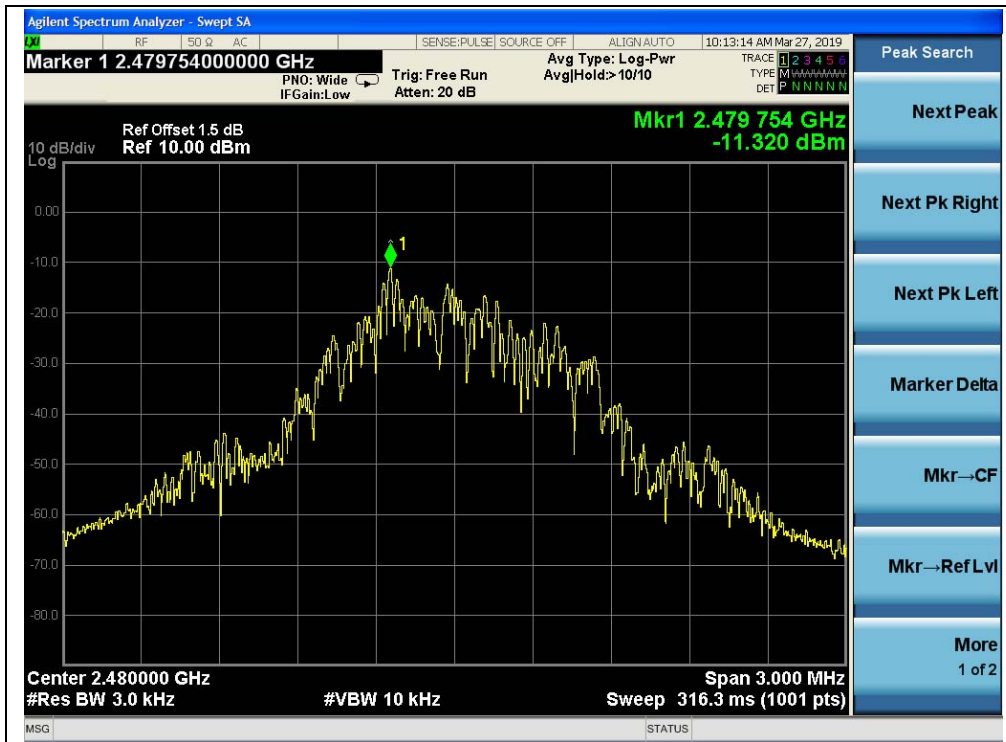 Agilent Spectrum Analyzer - Swept SA
LXI RF 50 Ω AC SENSE:PULSE SOURCE OFF ALIGN AUTO 10:13:14 AM Mar 27, 2019
Marker 1 2.479754000000 GHz
PNO: Wide
IFGain:Low
Trig: Free Run
Atten: 20 dB
Avg Type: Log-Pwr
Avg|Hold:>10/10
TRACE 1 2 3 4 5 6
TYPE M
DET P N N N N N
Mkr1 2.479 754 GHz
-11.320 dBm
Ref Offset 1.5 dB
10 dB/div Ref 10.00 dBm
Log
0.00
-10.0
-20.0
-30.0
-40.0
-50.0
-60.0
-70.0
-80.0
1
Center 2.480000 GHz Span 3.000 MHz
#Res BW 3.0 kHz #VBW 10 kHz Sweep 316.3 ms (1001 pts)
MSG STATUS
Peak Search
Next Peak
Next Pk Right
Next Pk Left
Marker Delta
Mkr→CF
Mkr→Ref Lvl
More
1 of 2